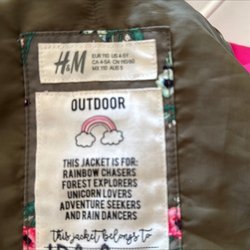 H&M
EUR 110 US 4-5Y
CA 4-5A CN 110/60
MX 110 AUS 5
OUTDOOR
THIS JACKET IS FOR:
RAINBOW CHASERS
FOREST EXPLORERS
UNICORN LOVERS
ADVENTURE SEEKERS
AND RAIN DANCERS
this jacket belongs to